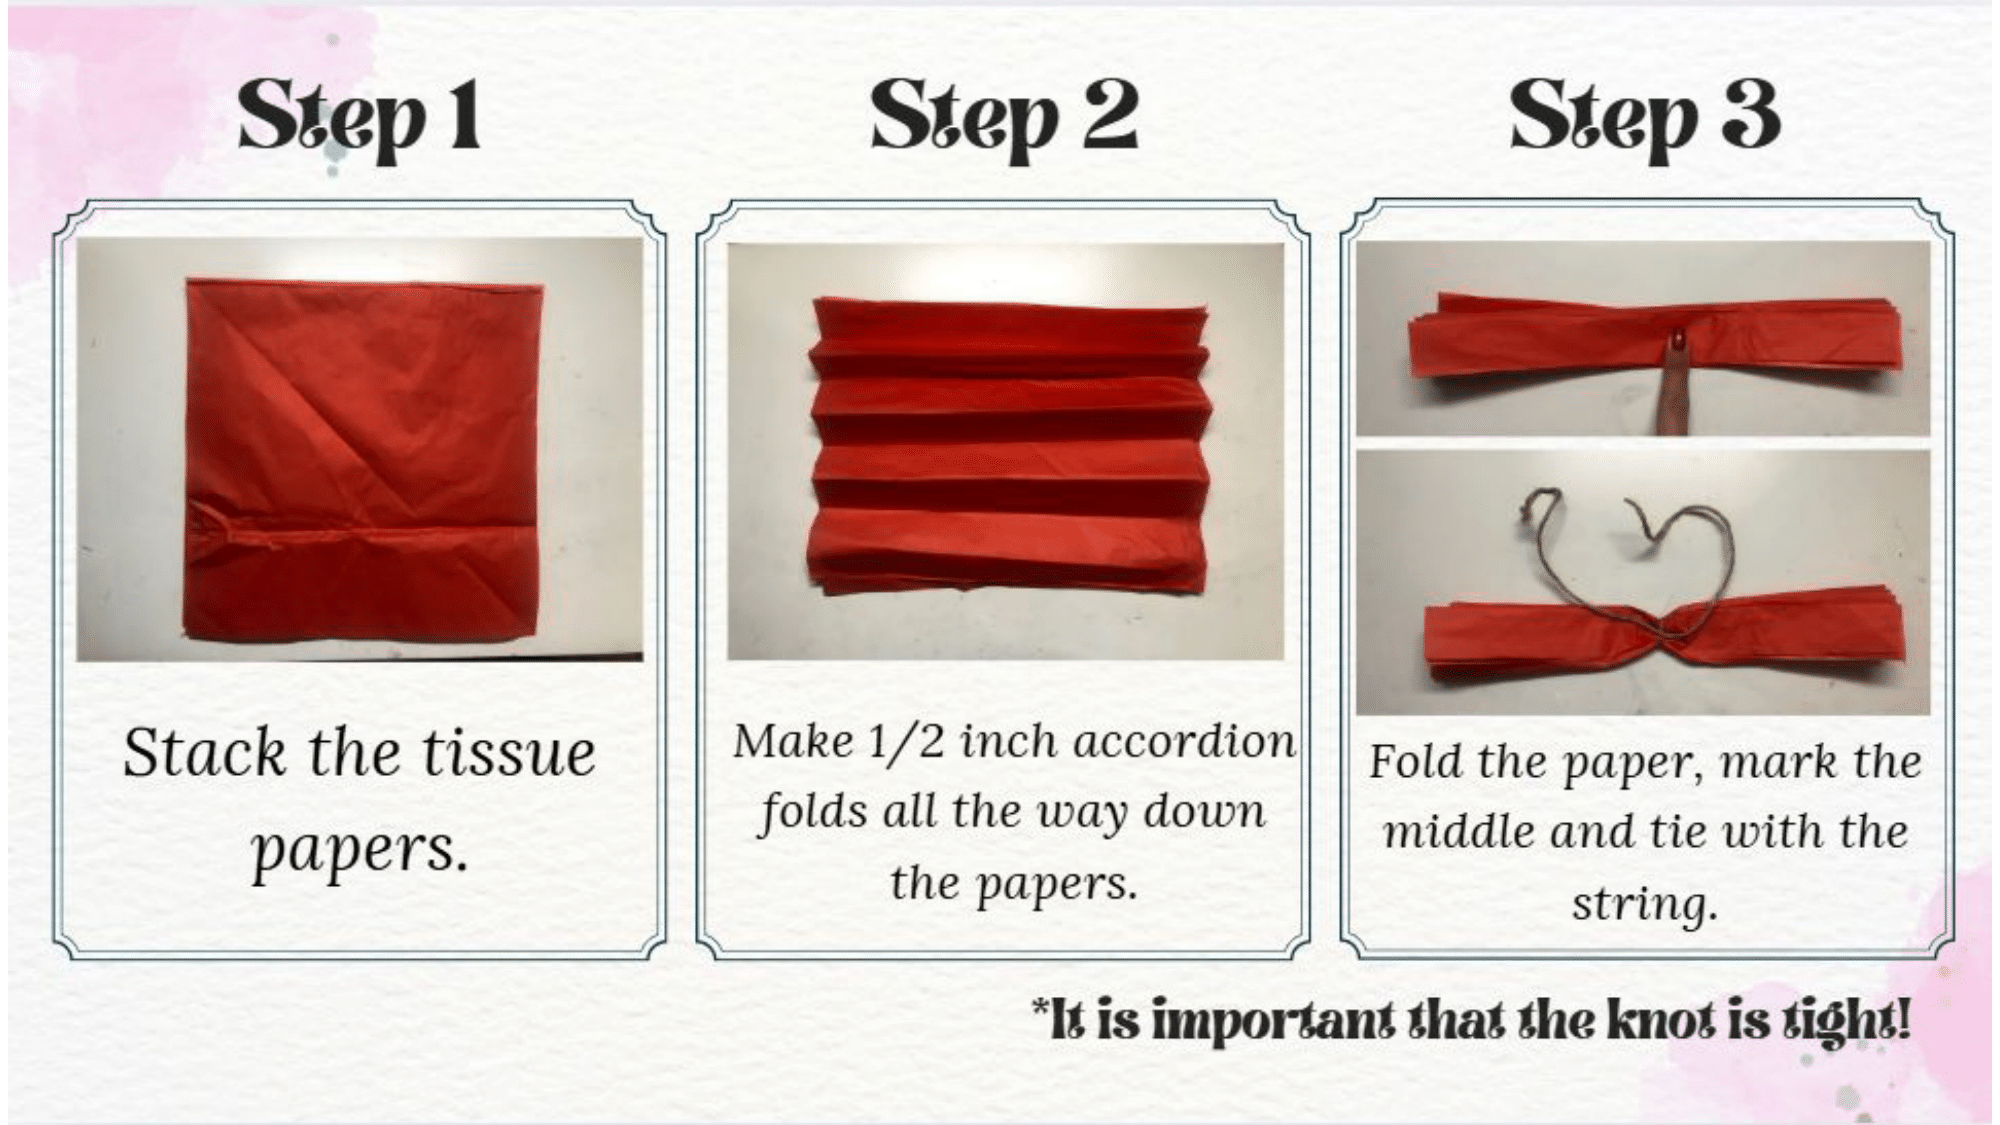 Step 1
Stack the tissue
papers.
Step 2
Make 1/2 inch accordion
folds all the way down
the papers.
Step 3
Fold the paper, mark the
middle and tie with the
string.
*It is important that the knot is tight!